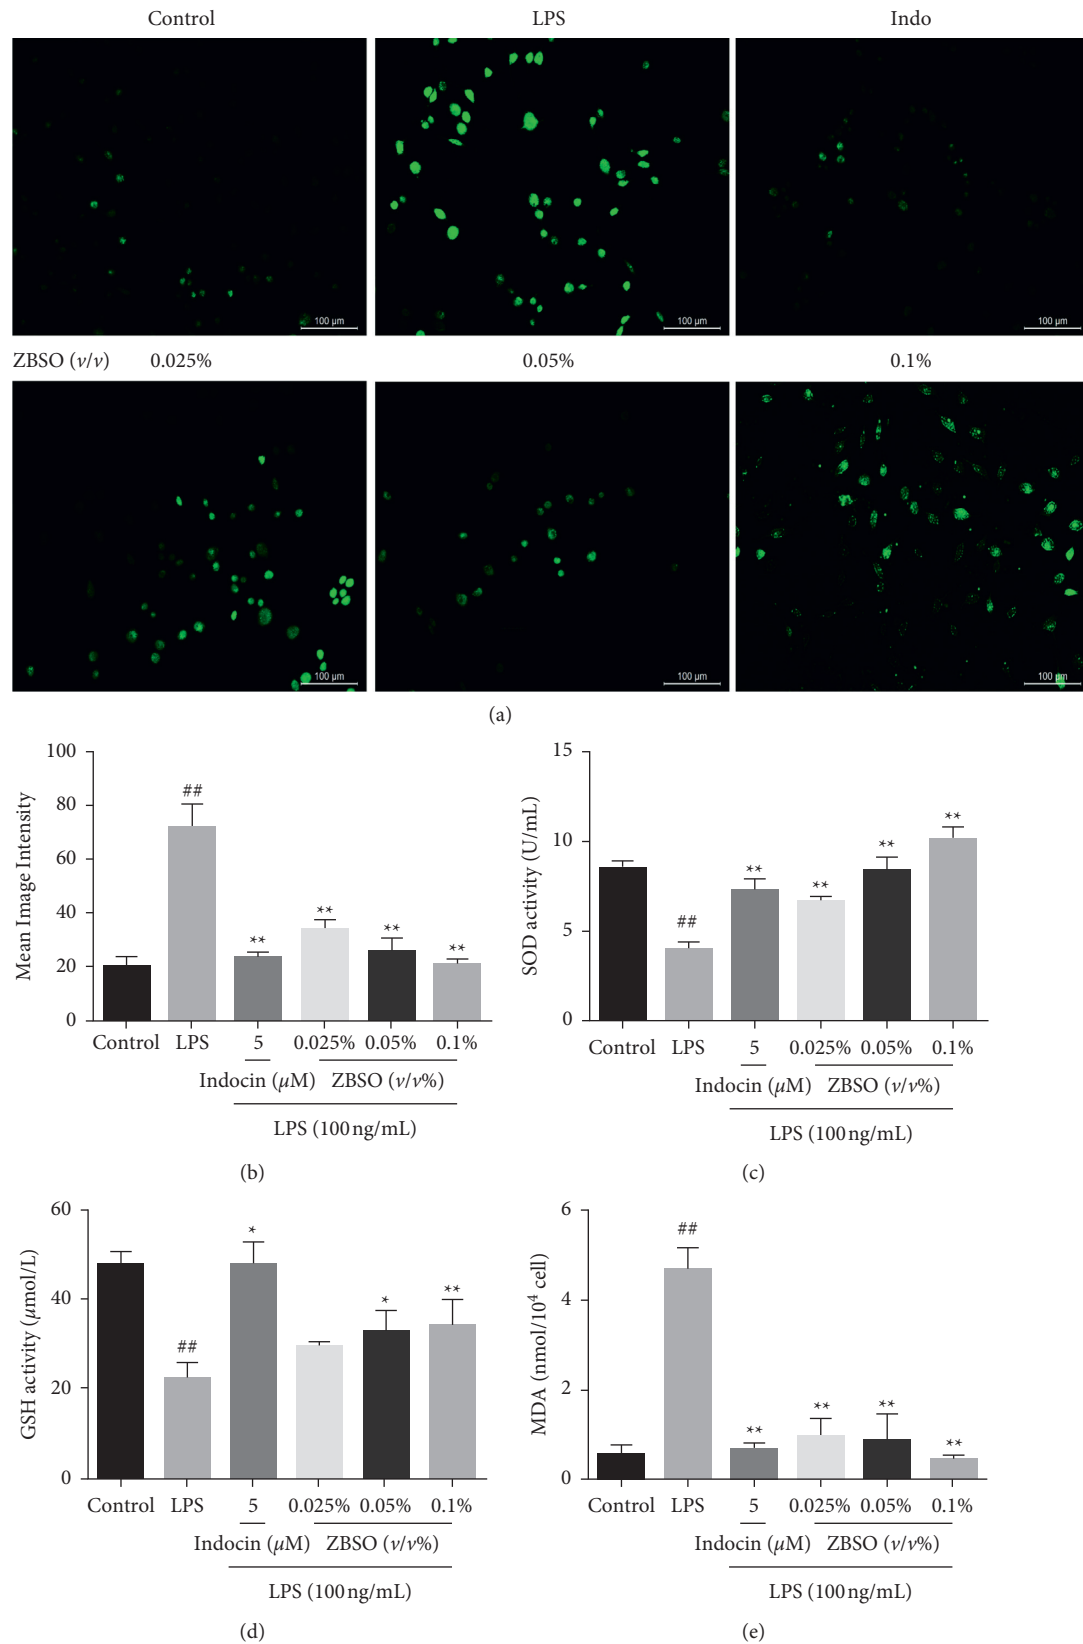 Control LPS Indo
100 μm 100 μm 100 μm
ZBSO (v/v) 0.025% 0.05% 0.1%
100 μm 100 μm 100 μm
(a)
Mean Image Intensity
100
80
60
40
20
0
##
**
**
**
**
Control LPS 5 0.025% 0.05% 0.1%
Indocin (μM) ZBSO (v/v%)
LPS (100 ng/mL)
(b)
SOD activity (U/mL)
15
10
5
0
##
**
**
**
**
Control LPS 5 0.025% 0.05% 0.1%
Indocin (μM) ZBSO (v/v%)
LPS (100 ng/mL)
(c)
GSH activity (μmol/L)
60
40
20
0
##
*
*
**
Control LPS 5 0.025% 0.05% 0.1%
Indocin (μM) ZBSO (v/v%)
LPS (100 ng/mL)
(d)
MDA (nmol/10⁴ cell)
6
4
2
0
##
**
**
**
**
Control LPS 5 0.025% 0.05% 0.1%
Indocin (μM) ZBSO (v/v%)
LPS (100 ng/mL)
(e)